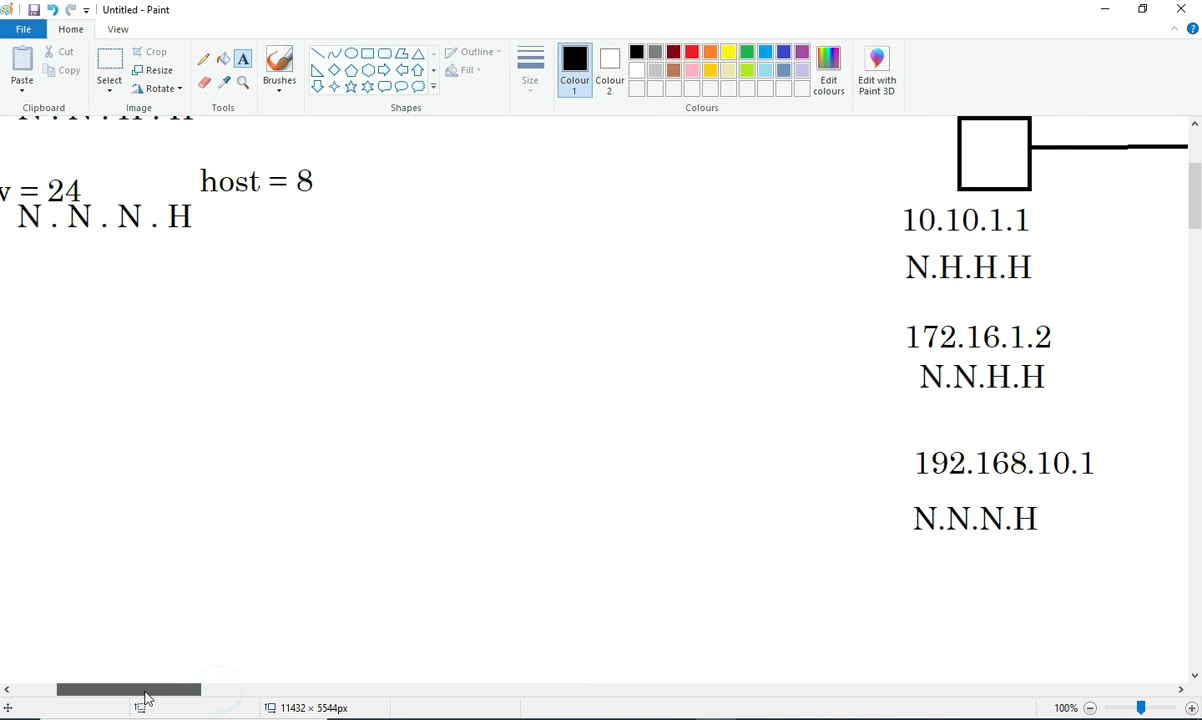 Untitled - Paint
File Home View
Paste
Cut
Copy
Clipboard
Select
Crop
Resize
Rotate
Image
A
Tools
Brushes
Outline
Fill
Shapes
Size
Colour 1
Colour 2
Edit colours
Colours
Edit with Paint 3D
N . N . H . H
= 24
host = 8
N . N . N . H
10.10.1.1
N.H.H.H
172.16.1.2
N.N.H.H
192.168.10.1
N.N.N.H
11432 × 5544px
100%